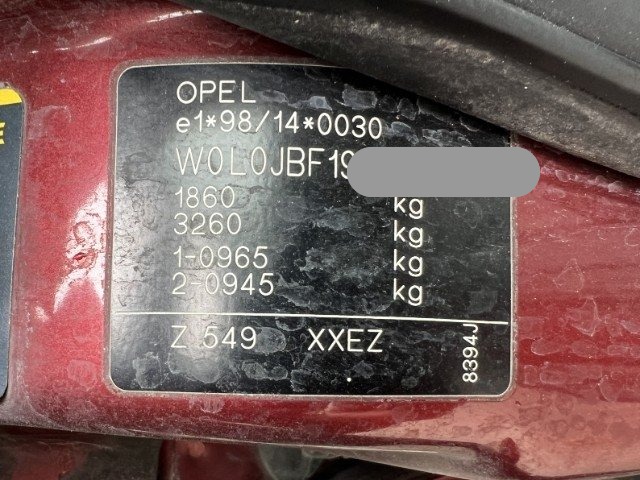 OPEL
e1*98/14*0030
W0L0JBF19
1860 kg
3260 kg
1-0965 kg
2-0945 kg
Z 549 XXEZ
8394J
E